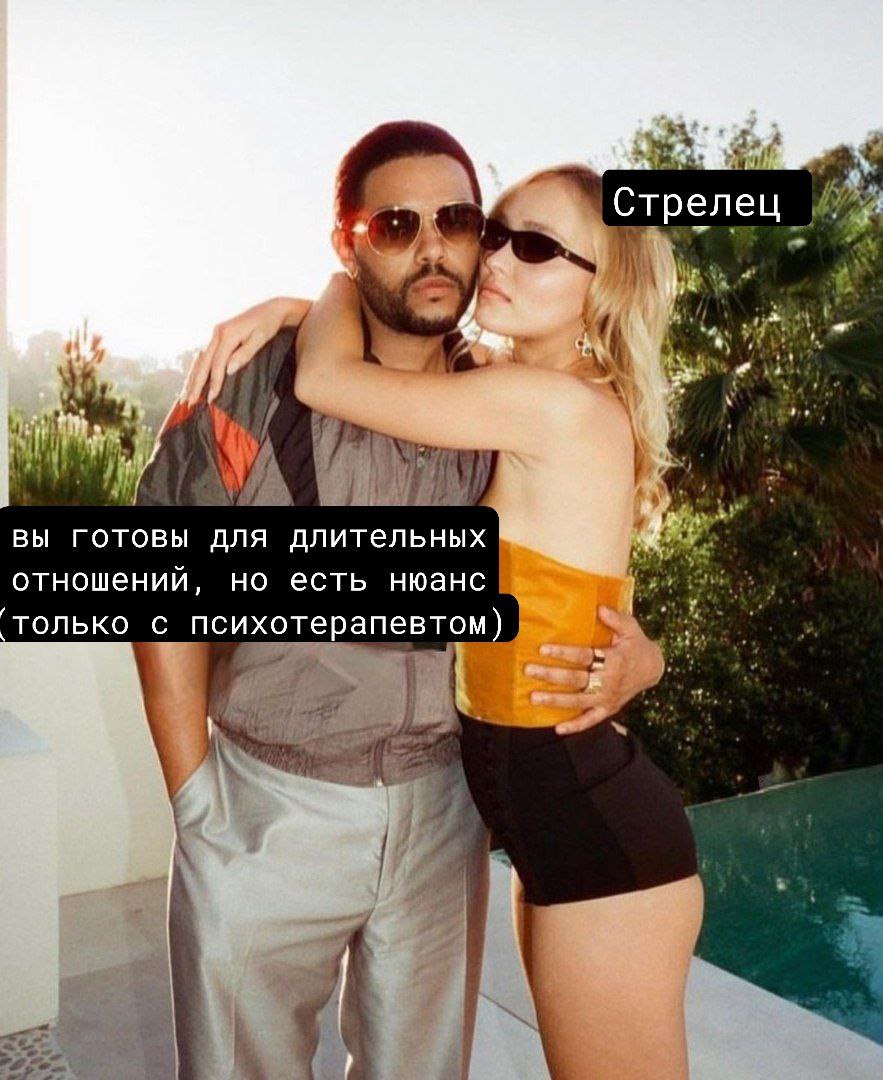 Стрелец
вы готовы для длительных
отношений, но есть нюанс
(только с психотерапевтом)